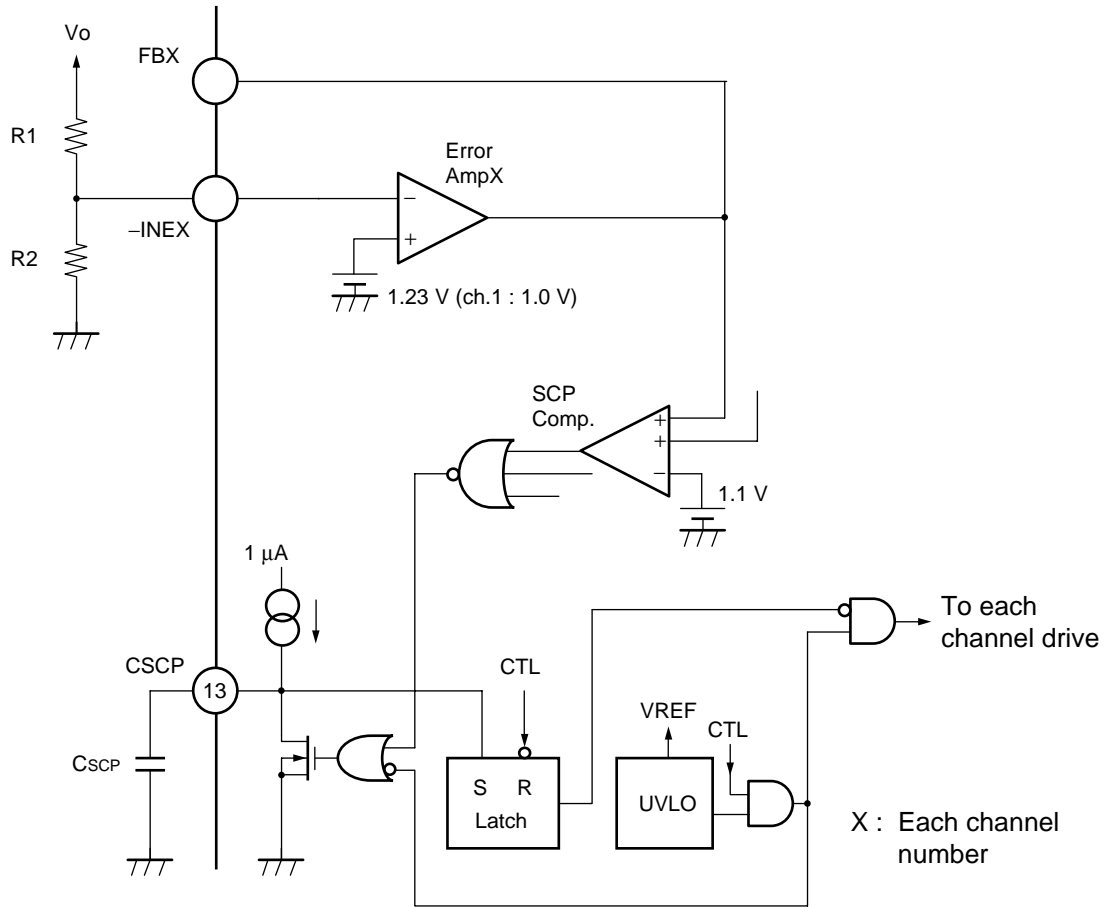 Vo
FBX
R1
Error
AmpX
−
−INEX
+
R2
1.23 V (ch.1 : 1.0 V)
SCP
Comp.
+
+
−
1.1 V
1 μA
To each
channel drive
CSCP
13
CTL
VREF
CTL
CSCP
S R
Latch
UVLO
X : Each channel
number